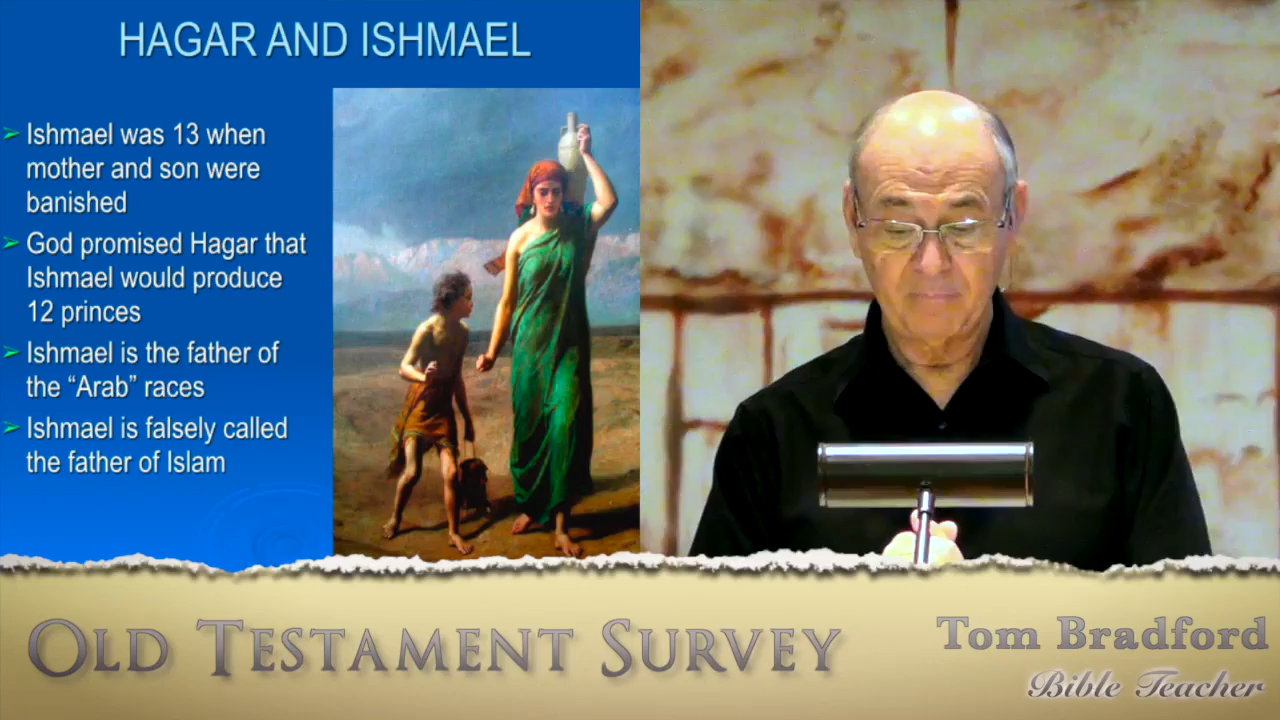 HAGAR AND ISHMAEL
➢ Ishmael was 13 when
mother and son were
banished
➢ God promised Hagar that
Ishmael would produce
12 princes
➢ Ishmael is the father of
the “Arab” races
➢ Ishmael is falsely called
the father of Islam
OLD TESTAMENT SURVEY
Tom Bradford
Bible Teacher